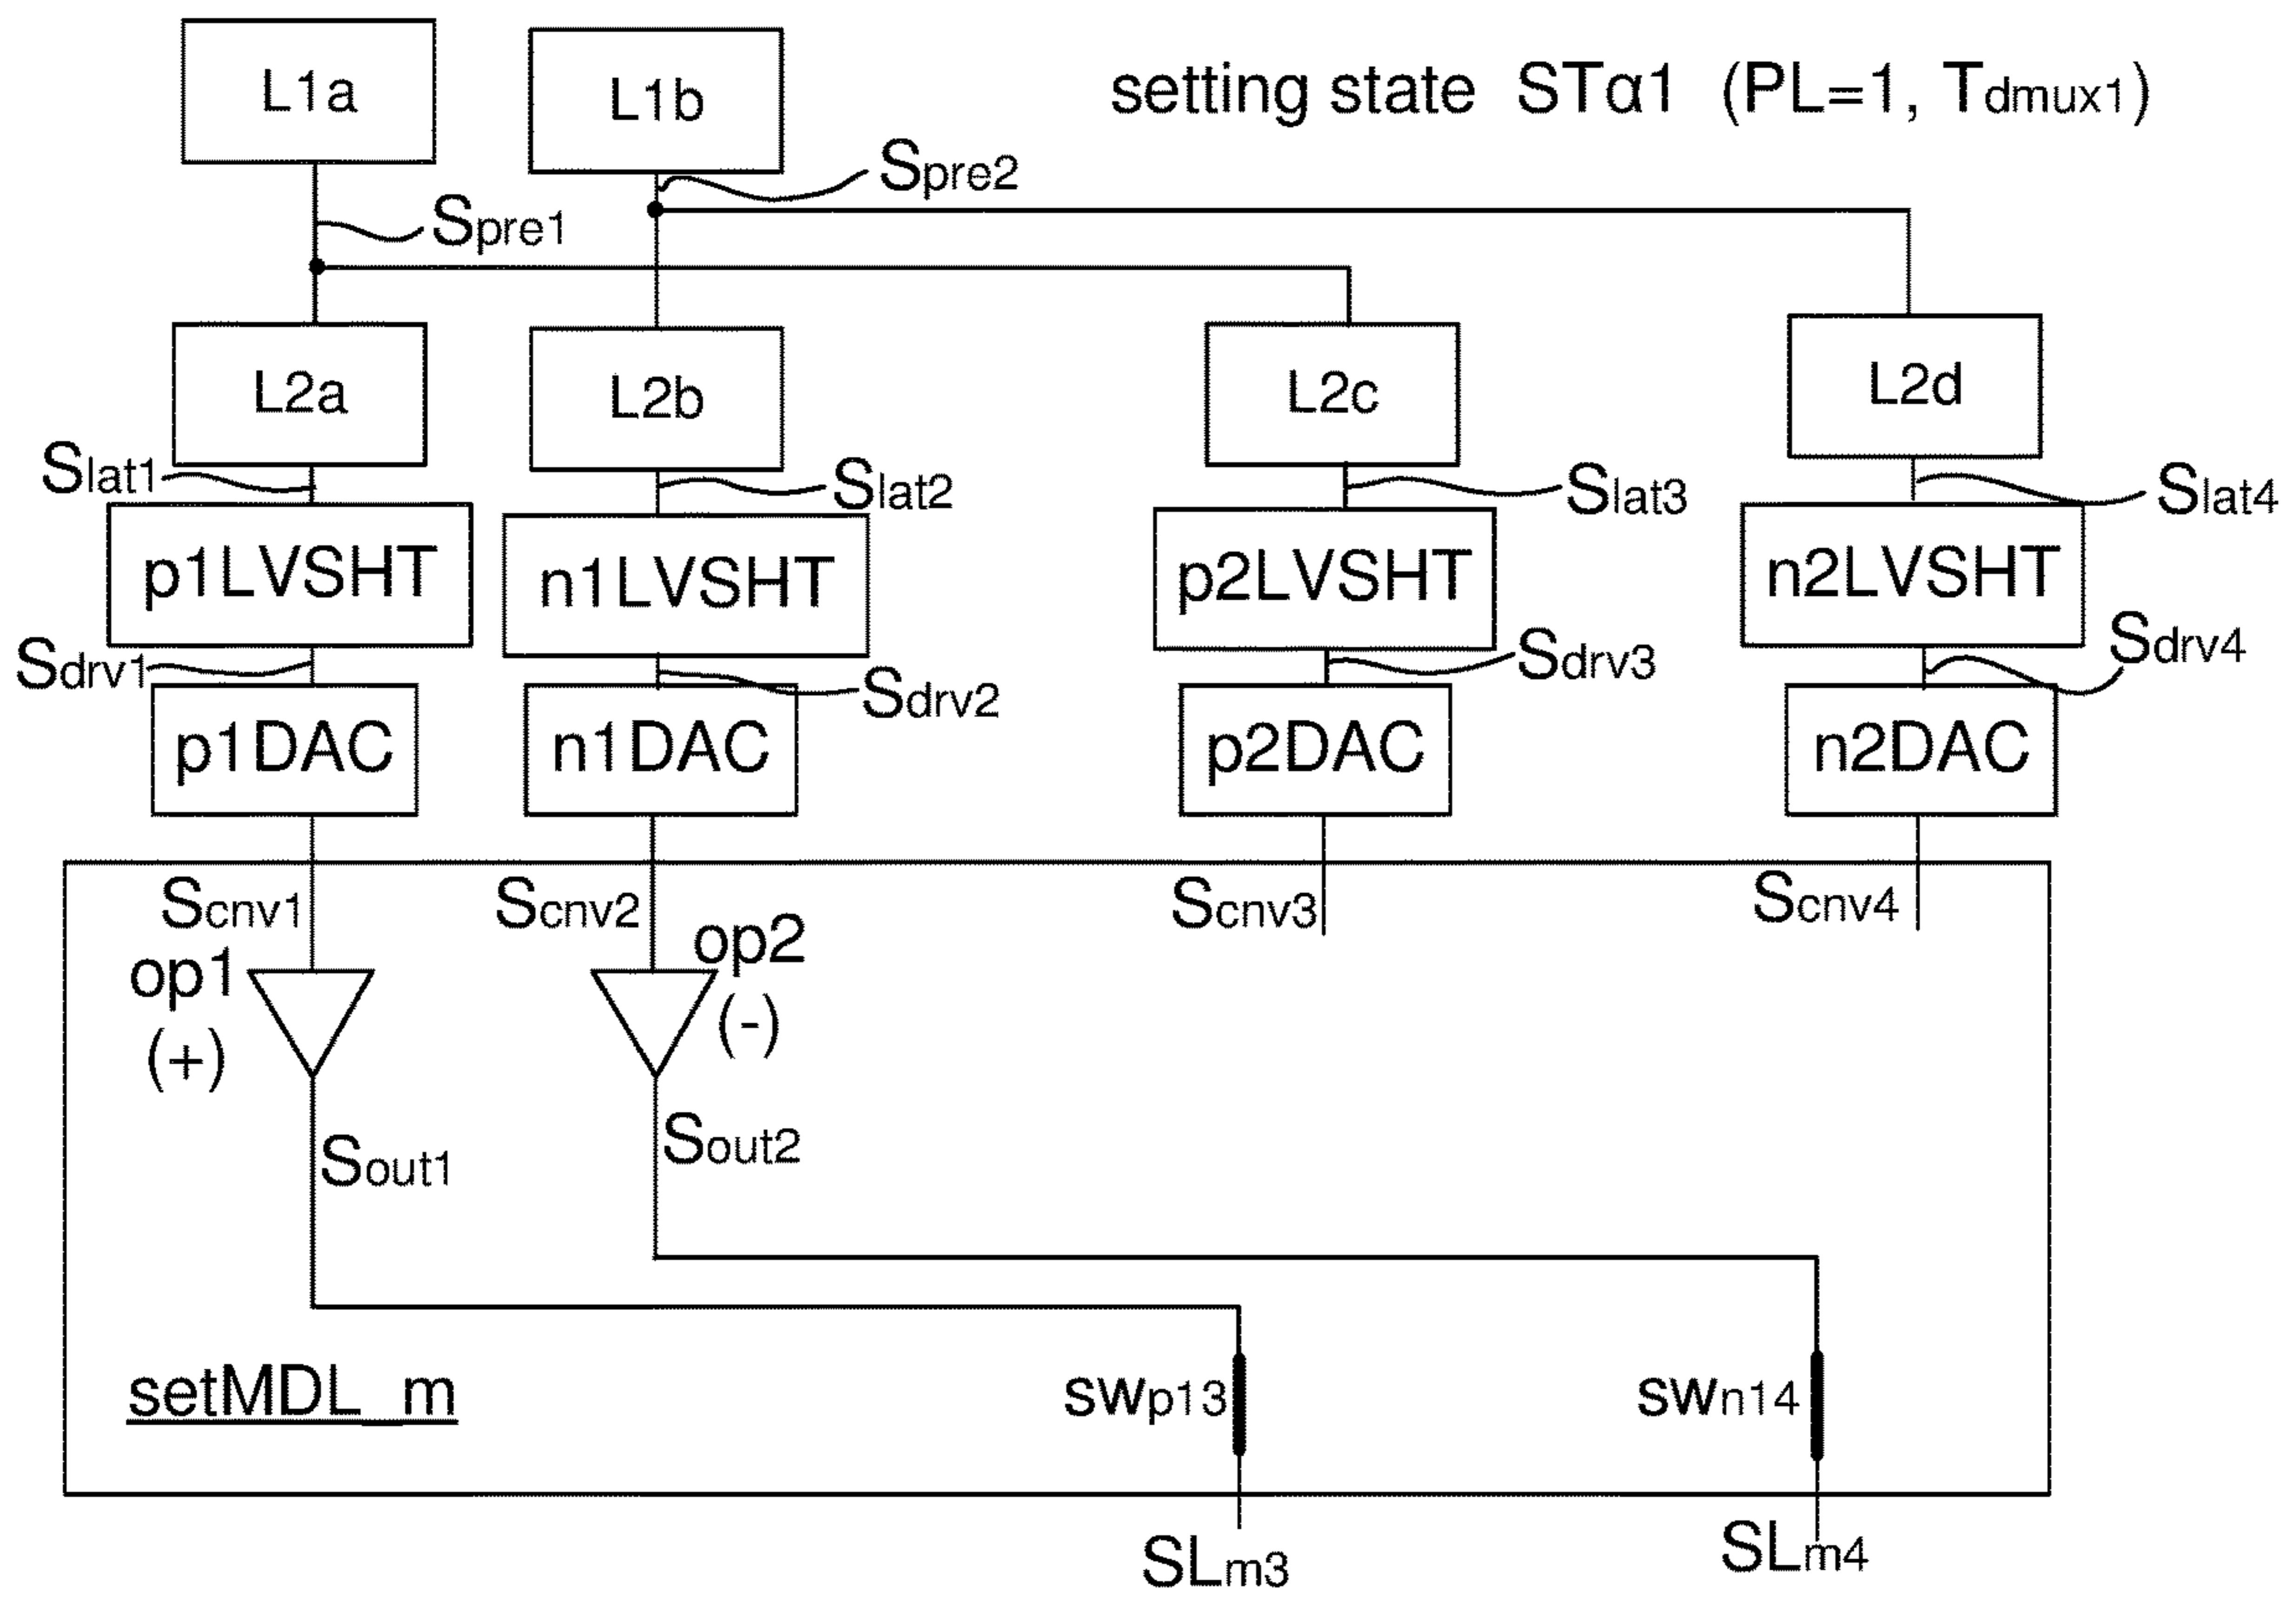 L1a
L1b
setting state STα1 (PL=1, Tdmux1)
Spre2
Spre1
L2a
L2b
L2c
L2d
Slat1
Slat2
Slat3
Slat4
p1LVSHT
n1LVSHT
p2LVSHT
n2LVSHT
Sdrv1
Sdrv2
Sdrv3
Sdrv4
p1DAC
n1DAC
p2DAC
n2DAC
Scnv1
Scnv2
Scnv3
Scnv4
op1
(+)
op2
(-)
Sout1
Sout2
setMDL_m
swp13
swn14
SLm3
SLm4